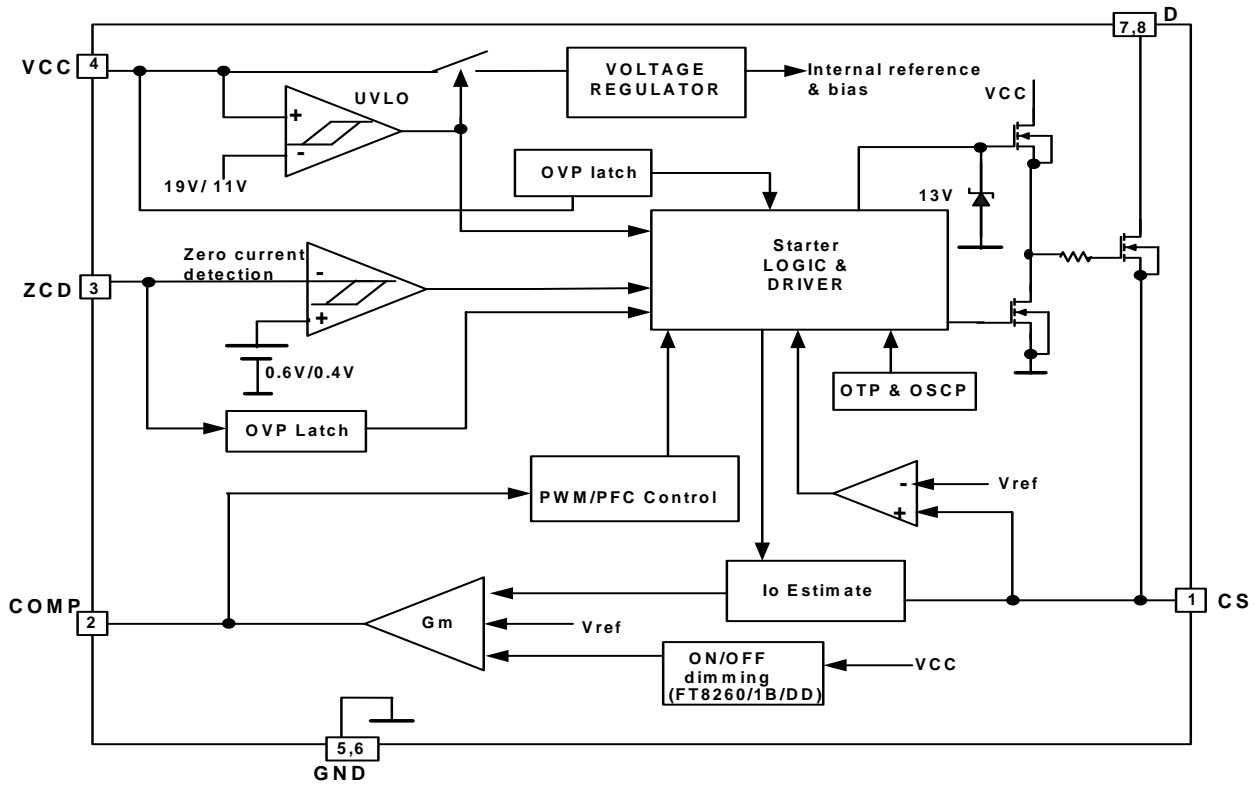 D
7,8
VCC
4
VOLTAGE
REGULATOR
Internal reference
& bias
UVLO
VCC
+
-
19V/ 11V
OVP latch
13V
Starter
LOGIC &
DRIVER
Zero current
detection
-
ZCD
3
+
0.6V/0.4V
OTP & OSCP
OVP Latch
PWM/PFC Control
-
Vref
+
Io Estimate
COMP
2
1
CS
Gm
Vref
ON/OFF
dimming
(FT8260/1B/DD)
VCC
5,6
GND